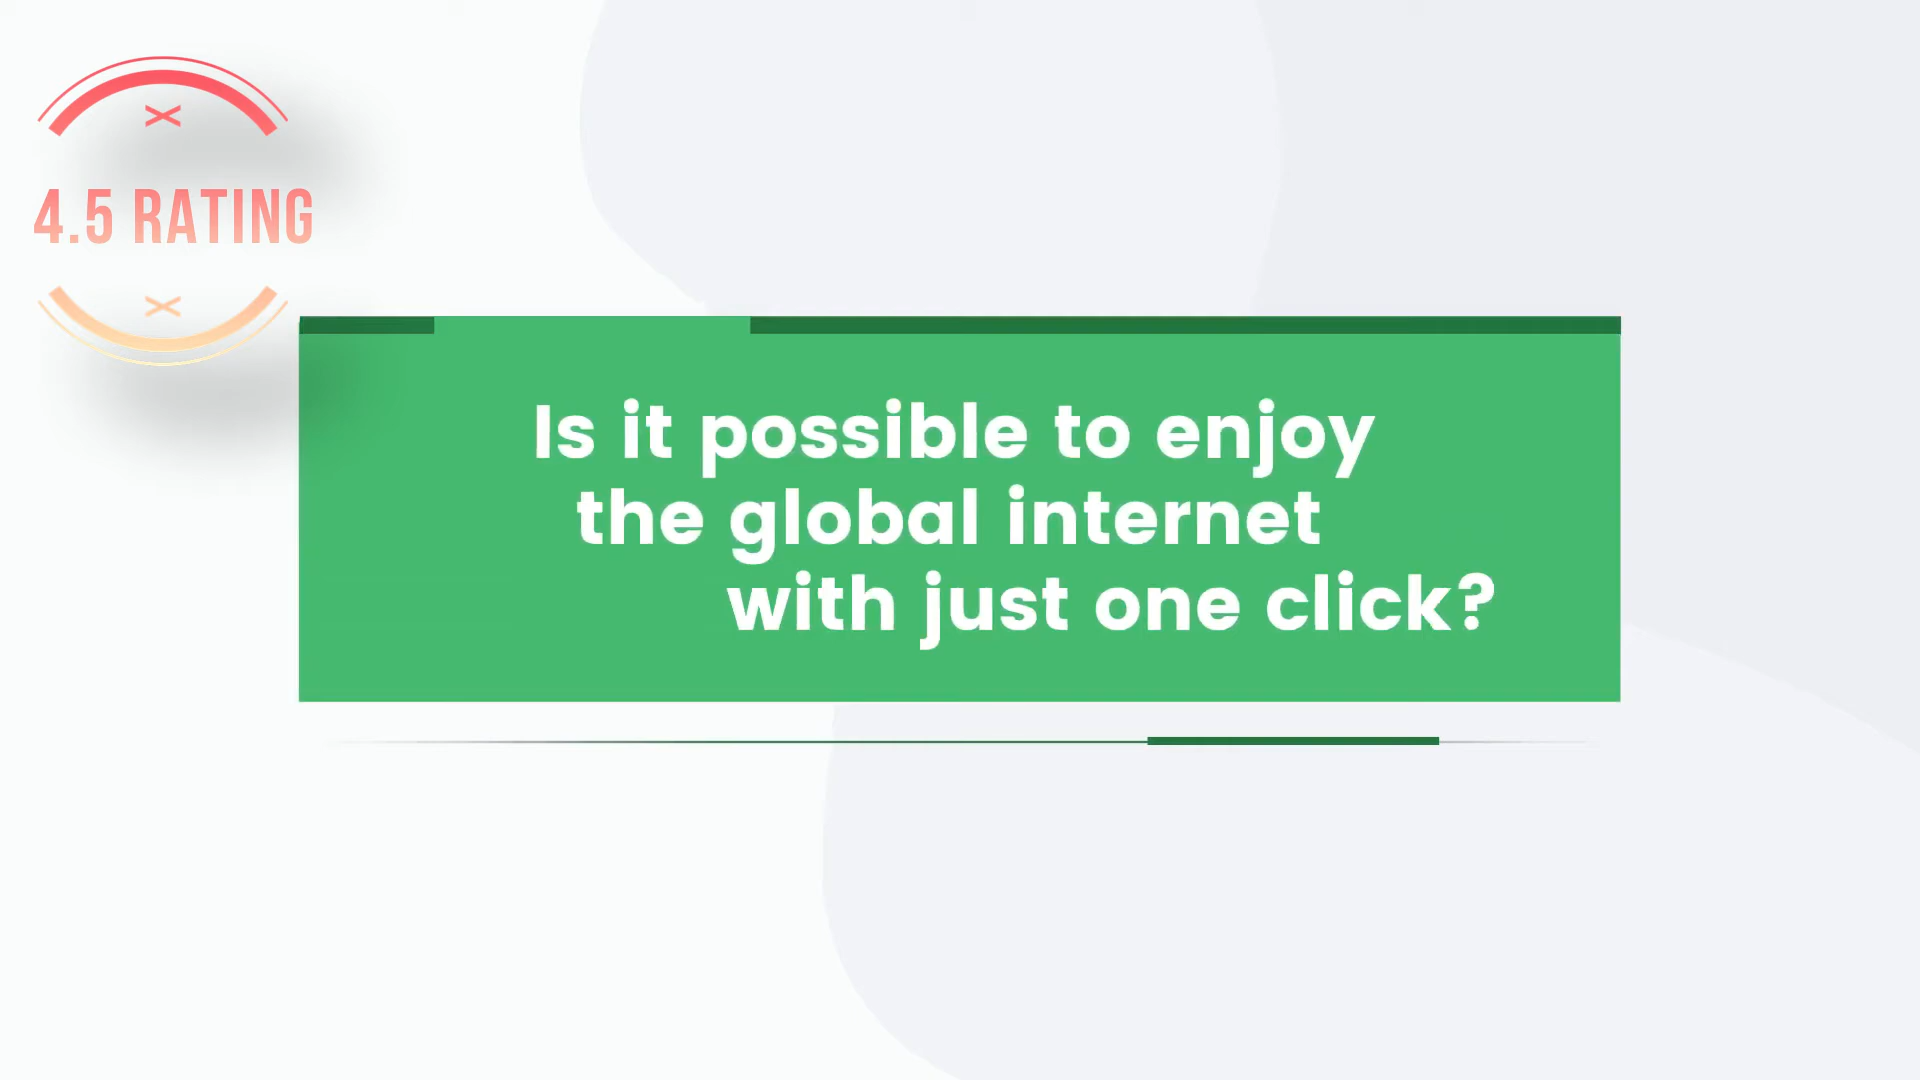 4.5 RATING
Is it possible to enjoy
the global internet
with just one click?